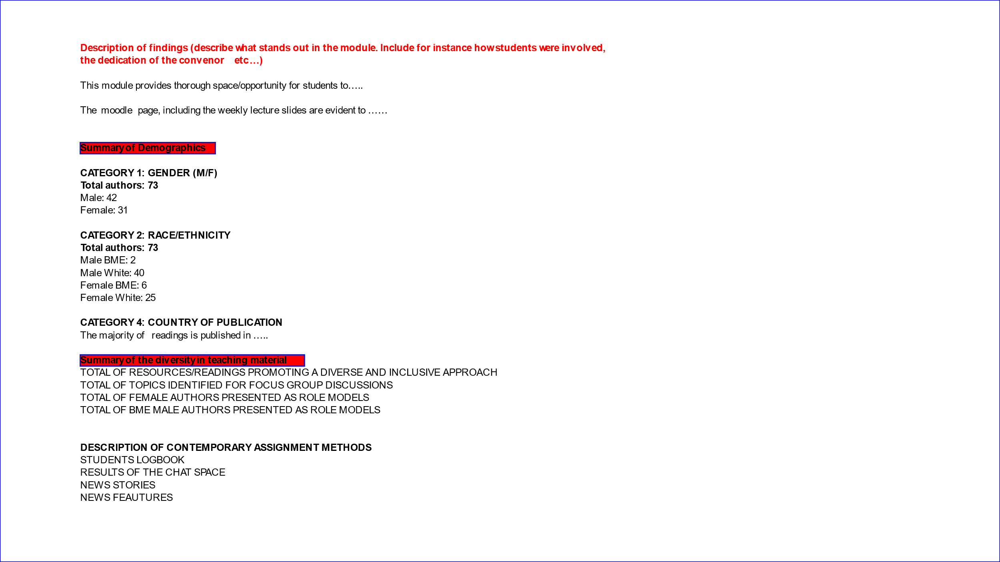 Description of findings (describe what stands out in the module. Include for instance how students were involved,
the dedication of the convenor etc…)
This module provides thorough space/opportunity for students to…..
The moodle page, including the weekly lecture slides are evident to ……
Summary of Demographics
CATEGORY 1: GENDER (M/F)
Total authors: 73
Male: 42
Female: 31
CATEGORY 2: RACE/ETHNICITY
Total authors: 73
Male BME: 2
Male White: 40
Female BME: 6
Female White: 25
CATEGORY 4: COUNTRY OF PUBLICATION
The majority of readings is published in …..
Summary of the diversity in teaching material
TOTAL OF RESOURCES/READINGS PROMOTING A DIVERSE AND INCLUSIVE APPROACH
TOTAL OF TOPICS IDENTIFIED FOR FOCUS GROUP DISCUSSIONS
TOTAL OF FEMALE AUTHORS PRESENTED AS ROLE MODELS
TOTAL OF BME MALE AUTHORS PRESENTED AS ROLE MODELS
DESCRIPTION OF CONTEMPORARY ASSIGNMENT METHODS
STUDENTS LOGBOOK
RESULTS OF THE CHAT SPACE
NEWS STORIES
NEWS FEAUTURES